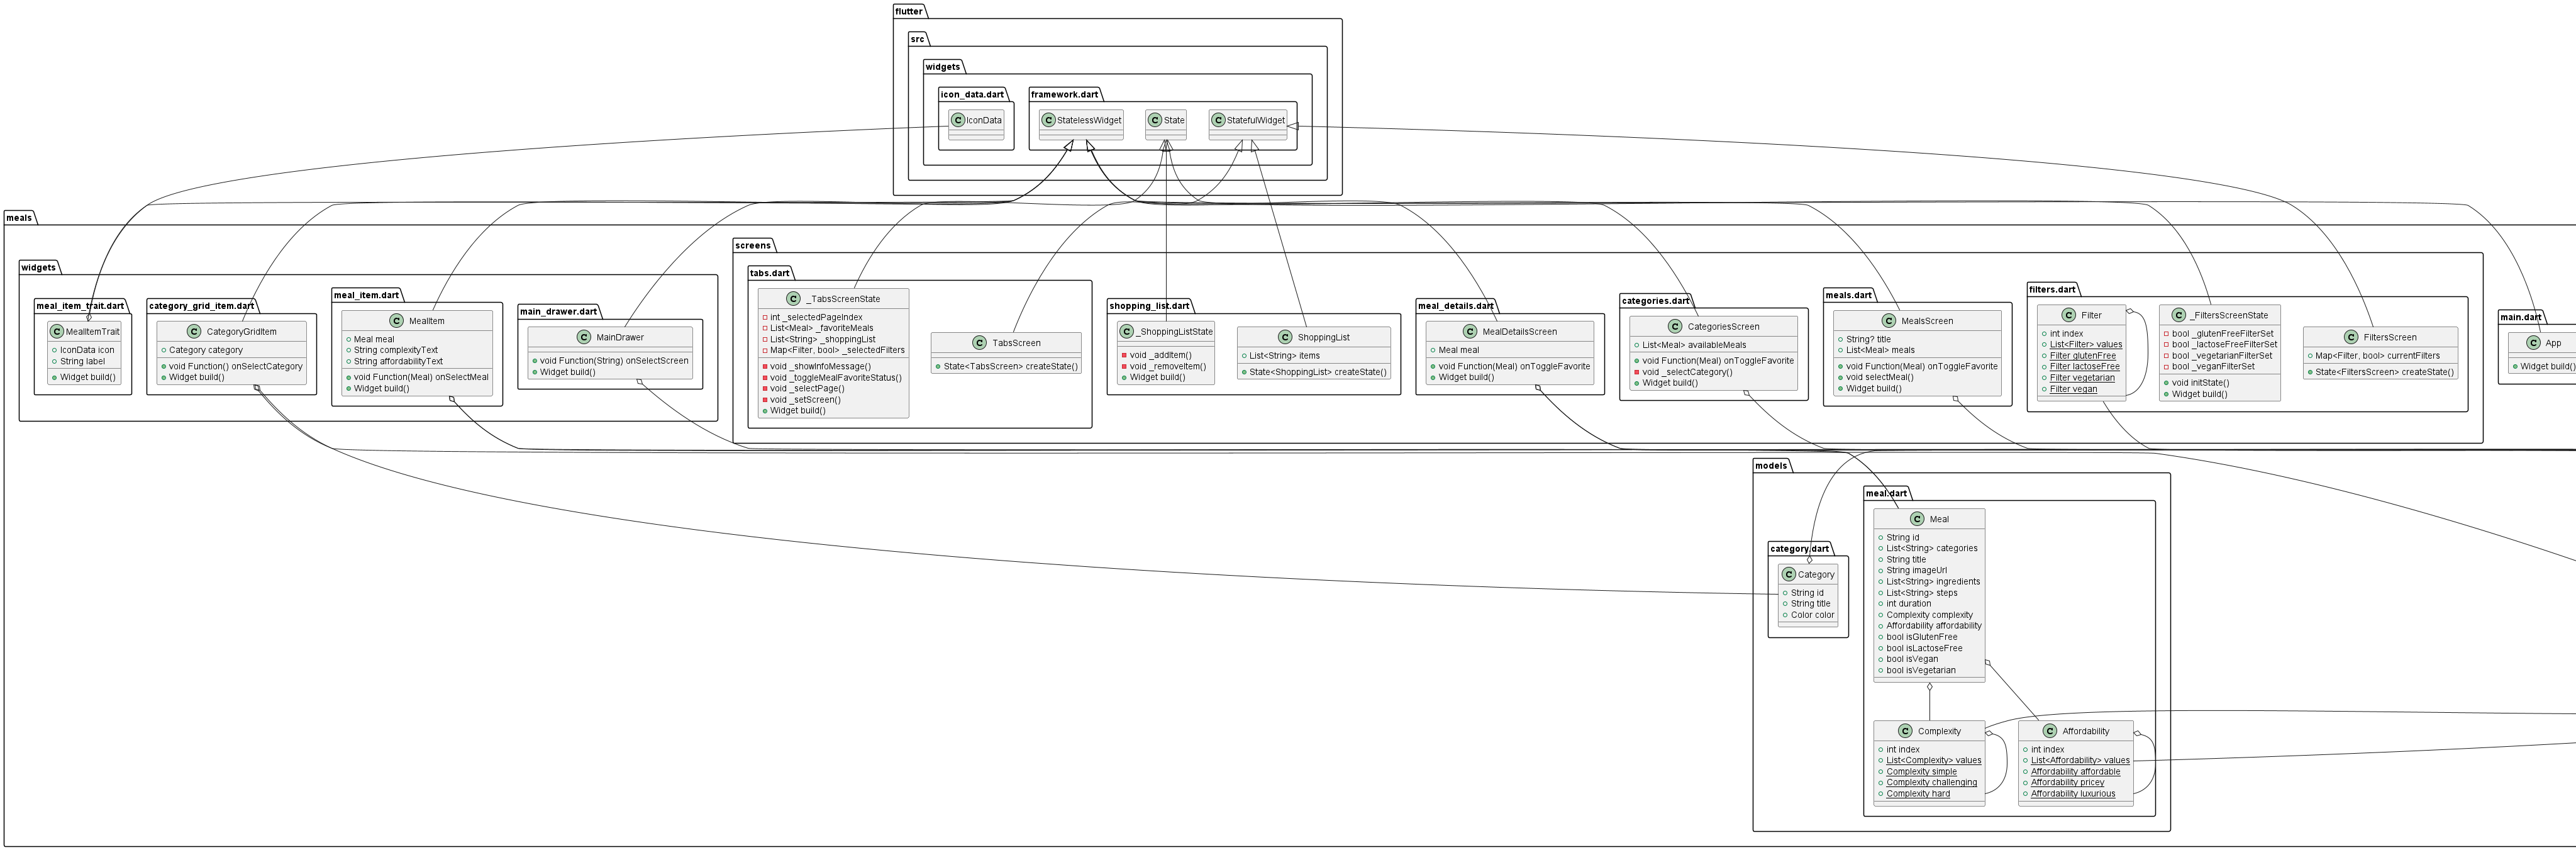 flutter
src
widgets
icon_data.dart
C IconData
framework.dart
C StatelessWidget
C State
C StatefulWidget
meals
widgets
meal_item_trait.dart
C MealItemTrait
IconData icon
String label
Widget build()
category_grid_item.dart
C CategoryGridItem
Category category
void Function() onSelectCategory
Widget build()
meal_item.dart
C MealItem
Meal meal
String complexityText
String affordabilityText
void Function(Meal) onSelectMeal
Widget build()
main_drawer.dart
C MainDrawer
void Function(String) onSelectScreen
Widget build()
screens
tabs.dart
C _TabsScreenState
int _selectedPageIndex
List<Meal> _favoriteMeals
List<String> _shoppingList
Map<Filter, bool> _selectedFilters
void _showInfoMessage()
void _toggleMealFavoriteStatus()
void _selectPage()
void _setScreen()
Widget build()
C TabsScreen
State<TabsScreen> createState()
shopping_list.dart
C _ShoppingListState
void _addItem()
void _removeItem()
Widget build()
C ShoppingList
List<String> items
State<ShoppingList> createState()
meal_details.dart
C MealDetailsScreen
Meal meal
void Function(Meal) onToggleFavorite
Widget build()
categories.dart
C CategoriesScreen
List<Meal> availableMeals
void Function(Meal) onToggleFavorite
void _selectCategory()
Widget build()
meals.dart
C MealsScreen
String? title
List<Meal> meals
void Function(Meal) onToggleFavorite
void selectMeal()
Widget build()
filters.dart
C Filter
int index
List<Filter> values
Filter glutenFree
Filter lactoseFree
Filter vegetarian
Filter vegan
C _FiltersScreenState
bool _glutenFreeFilterSet
bool _lactoseFreeFilterSet
bool _vegetarianFilterSet
bool _veganFilterSet
void initState()
Widget build()
C FiltersScreen
Map<Filter, bool> currentFilters
State<FiltersScreen> createState()
main.dart
C App
Widget build()
models
category.dart
C Category
String id
String title
Color color
meal.dart
C Meal
String id
List<String> categories
String title
String imageUrl
List<String> ingredients
List<String> steps
int duration
Complexity complexity
Affordability affordability
bool isGlutenFree
bool isLactoseFree
bool isVegan
bool isVegetarian
C Complexity
int index
List<Complexity> values
Complexity simple
Complexity challenging
Complexity hard
C Affordability
int index
List<Affordability> values
Affordability affordable
Affordability pricey
Affordability luxurious